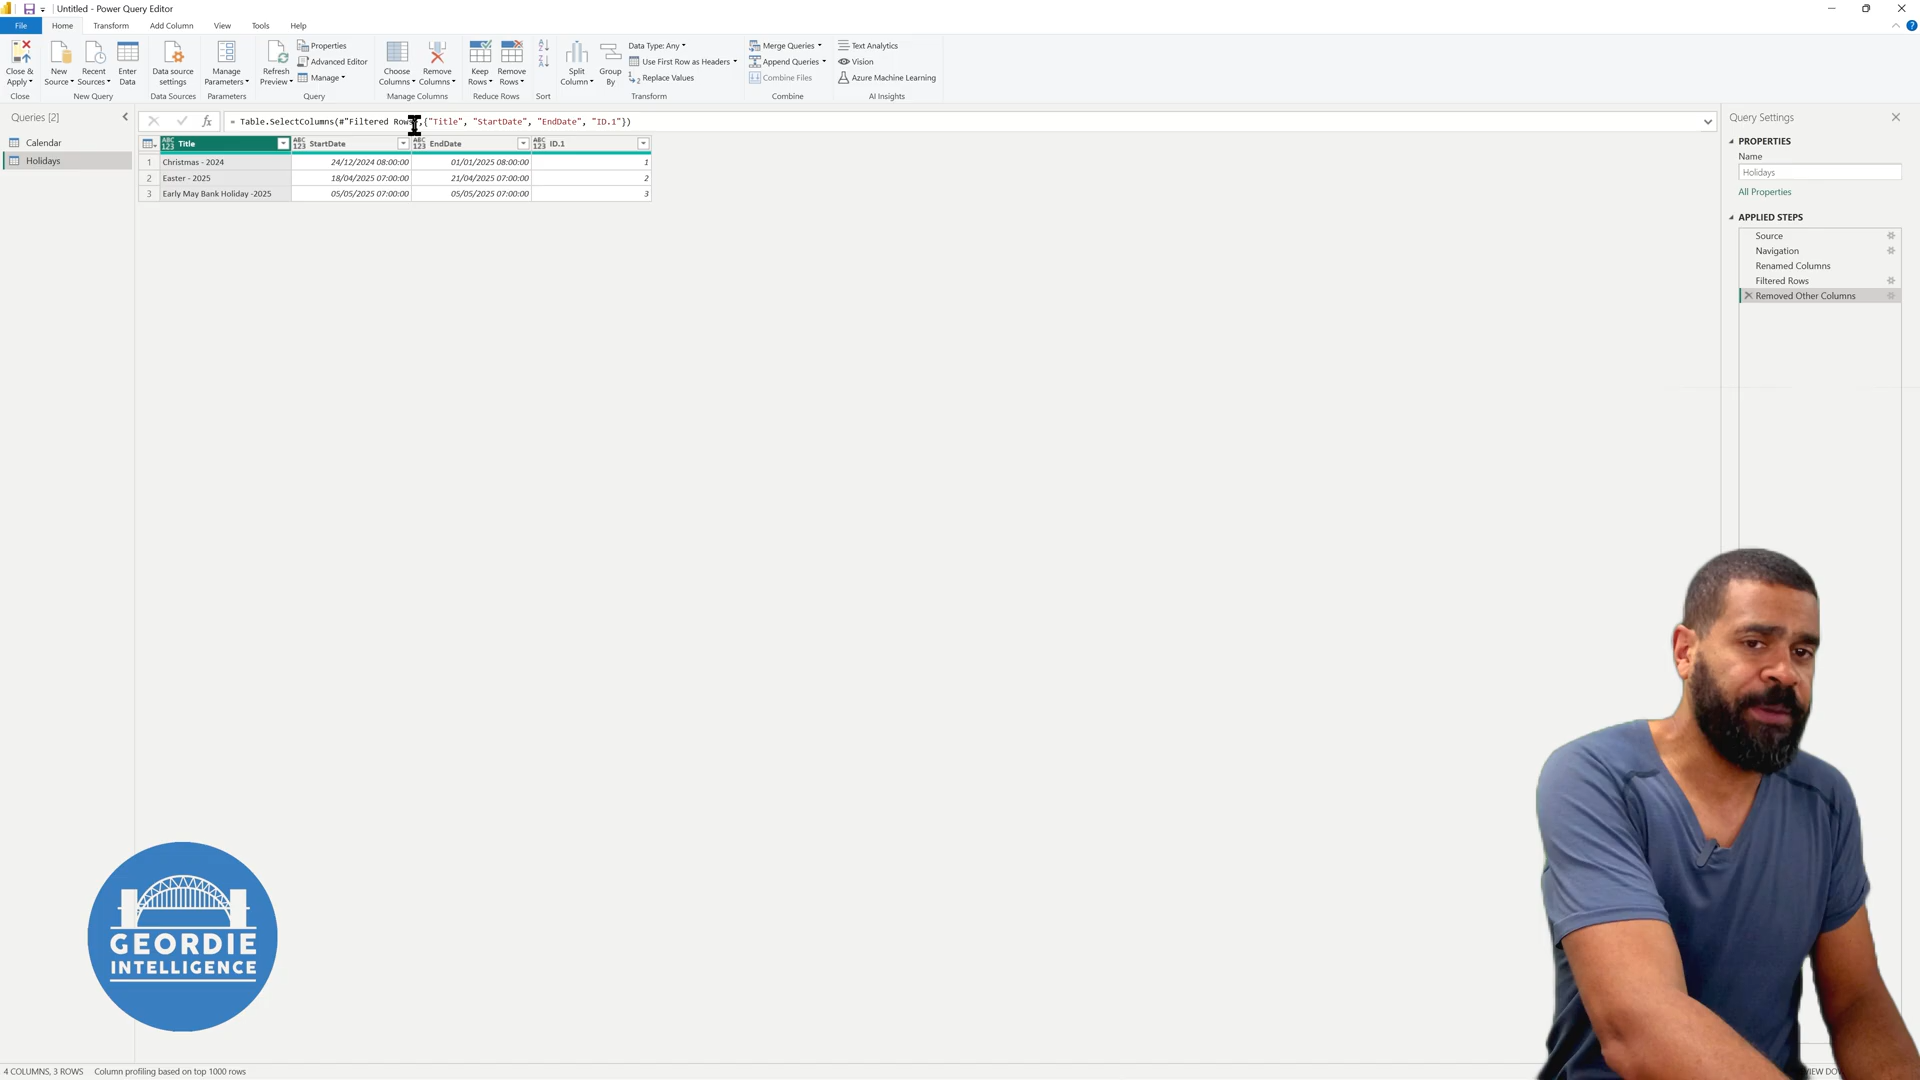 Untitled - Power Query Editor
File Home Transform Add Column View Tools Help
Close & Apply
New Source
Recent Sources
Enter Data
Data source settings
Manage Parameters
Refresh Preview
Properties
Advanced Editor
Manage
Choose Columns
Remove Columns
Keep Rows
Remove Rows
Split Column
Group By
Data Type: Any
Use First Row as Headers
Replace Values
Merge Queries
Append Queries
Combine Files
Text Analytics
Vision
Azure Machine Learning
Close New Query Data Sources Parameters Query Manage Columns Reduce Rows Sort Transform Combine AI Insights
Queries [2]
Calendar
Holidays
= Table.SelectColumns(#"Filtered Rows",{"Title", "StartDate", "EndDate", "ID.1"})
ABC 123 Title ABC 123 StartDate ABC 123 EndDate ABC 123 ID.1
1 Christmas - 2024 24/12/2024 08:00:00 01/01/2025 08:00:00 1
2 Easter - 2025 18/04/2025 07:00:00 21/04/2025 07:00:00 2
3 Early May Bank Holiday -2025 05/05/2025 07:00:00 05/05/2025 07:00:00 3
Query Settings
PROPERTIES
Name
Holidays
All Properties
APPLIED STEPS
Source
Navigation
Renamed Columns
Filtered Rows
Removed Other Columns
GEORDIE
INTELLIGENCE
4 COLUMNS, 3 ROWS Column profiling based on top 1000 rows